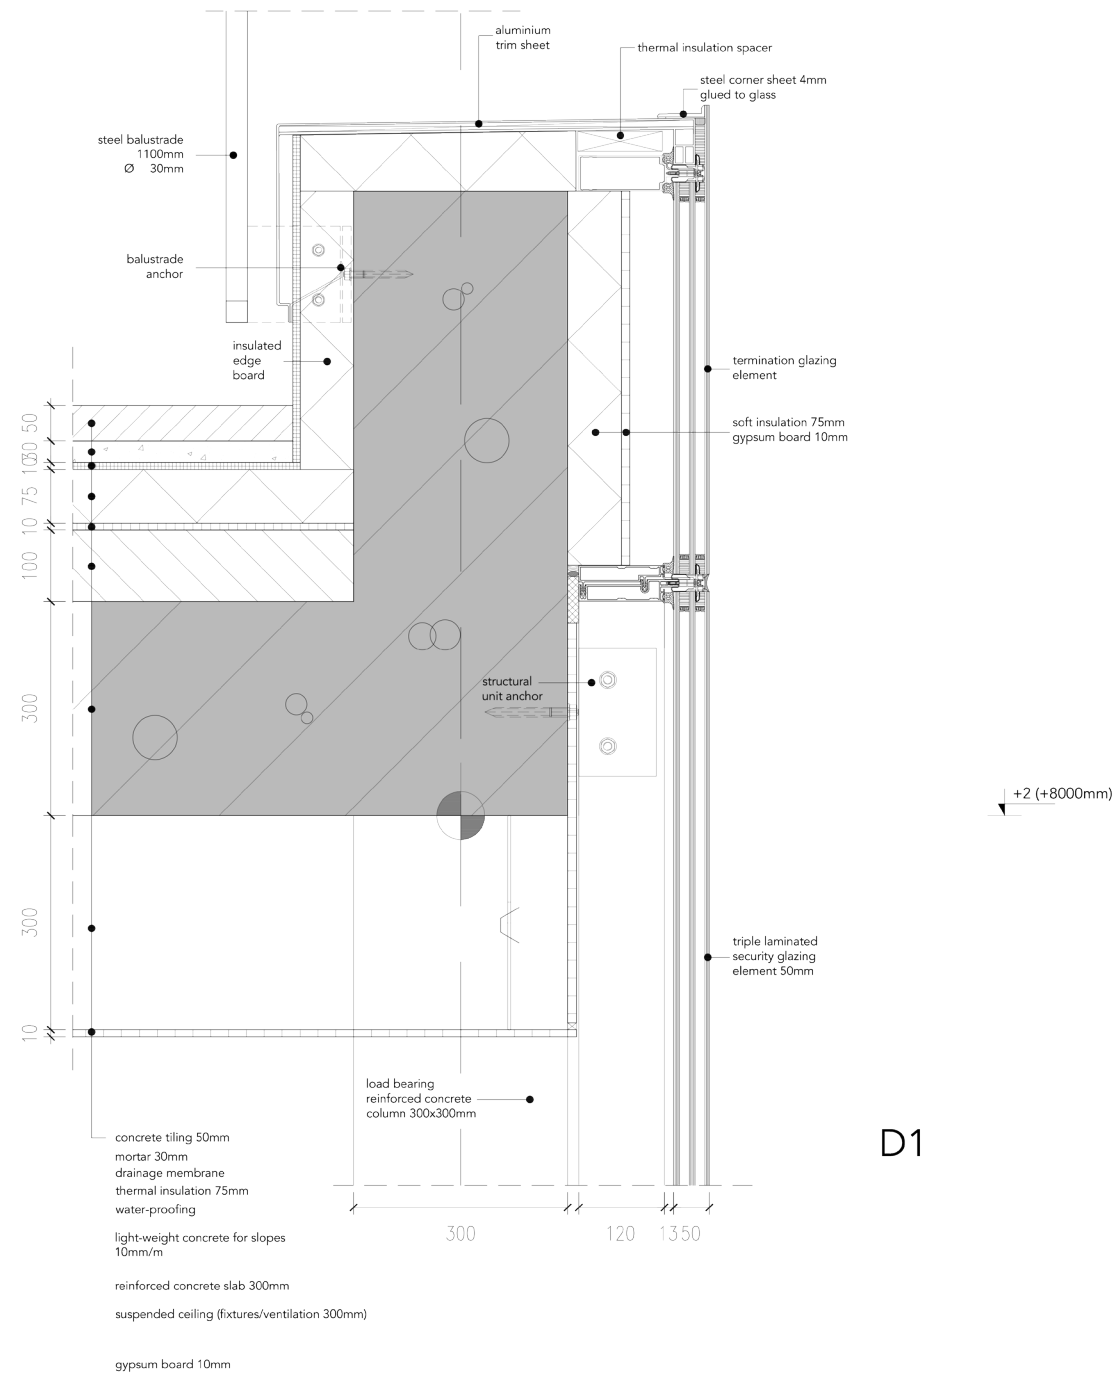 aluminium
trim sheet
thermal insulation spacer
steel corner sheet 4mm
glued to glass
steel balustrade
1100mm
Ø 30mm
balustrade
anchor
insulated
edge
board
termination glazing
element
soft insulation 75mm
gypsum board 10mm
50
30
10
75
10
100
300
300
10
structural
unit anchor
+2 (+8000mm)
triple laminated
security glazing
element 50mm
load bearing
reinforced concrete
column 300x300mm
D1
concrete tiling 50mm
mortar 30mm
drainage membrane
thermal insulation 75mm
water-proofing
light-weight concrete for slopes
10mm/m
reinforced concrete slab 300mm
suspended ceiling (fixtures/ventilation 300mm)
gypsum board 10mm
300 120 13 50